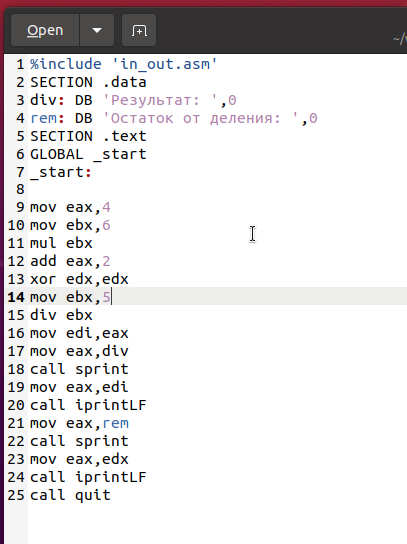 Open
~/
1 %include 'in_out.asm'
2 SECTION .data
3 div: DB 'Результат: ',0
4 rem: DB 'Остаток от деления: ',0
5 SECTION .text
6 GLOBAL _start
7 _start:
8
9 mov eax,4
10 mov ebx,6
11 mul ebx
12 add eax,2
13 xor edx,edx
14 mov ebx,5
15 div ebx
16 mov edi,eax
17 mov eax,div
18 call sprint
19 mov eax,edi
20 call iprintLF
21 mov eax,rem
22 call sprint
23 mov eax,edx
24 call iprintLF
25 call quit